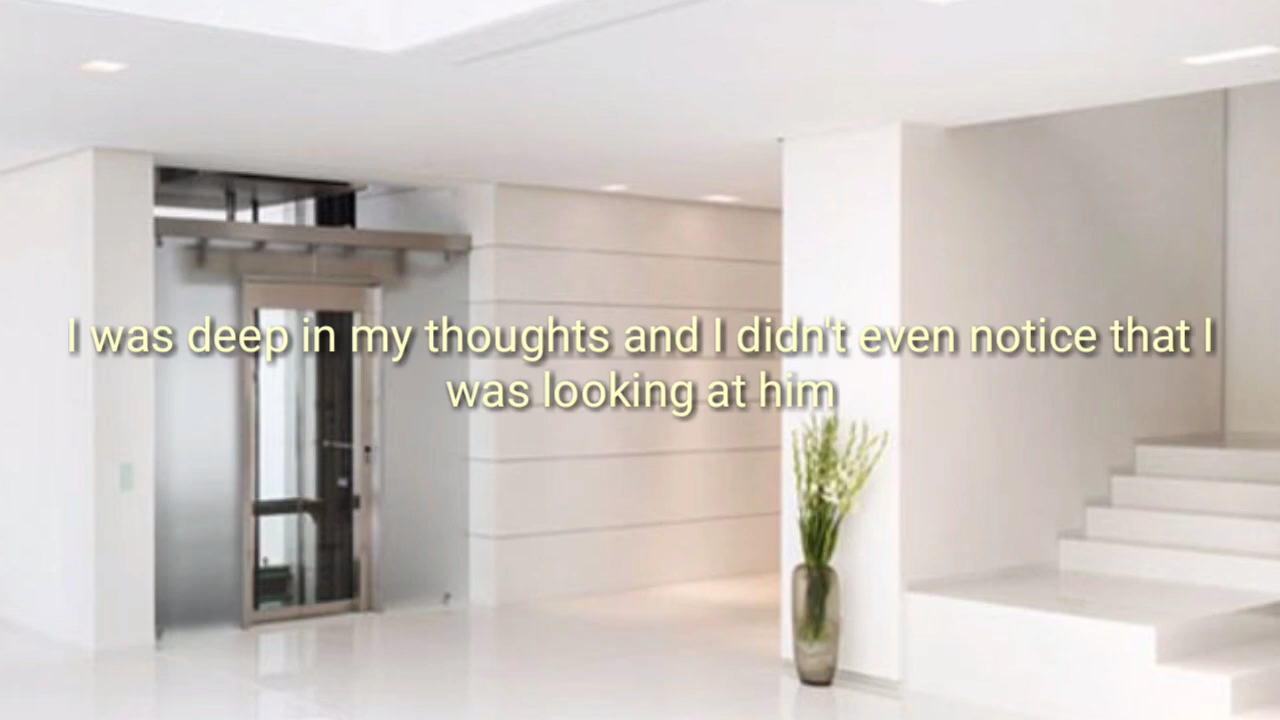 I was deep in my thoughts and I didn't even notice that I
was looking at him